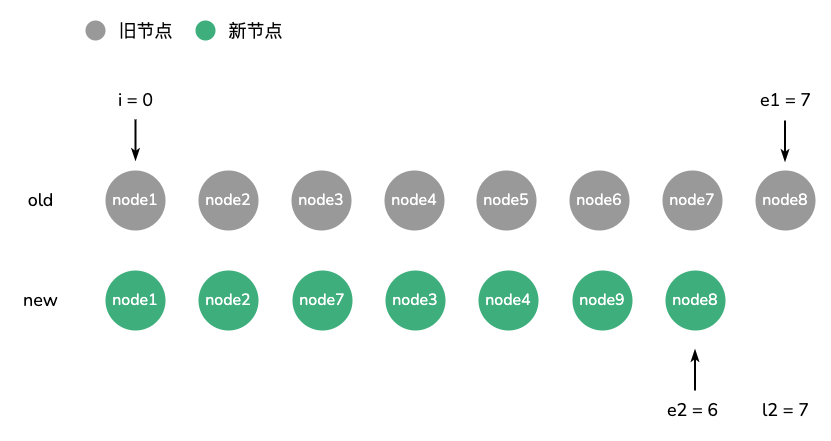 旧节点 新节点
i = 0 e1 = 7
old node1 node2 node3 node4 node5 node6 node7 node8
new node1 node2 node7 node3 node4 node9 node8
e2 = 6 l2 = 7